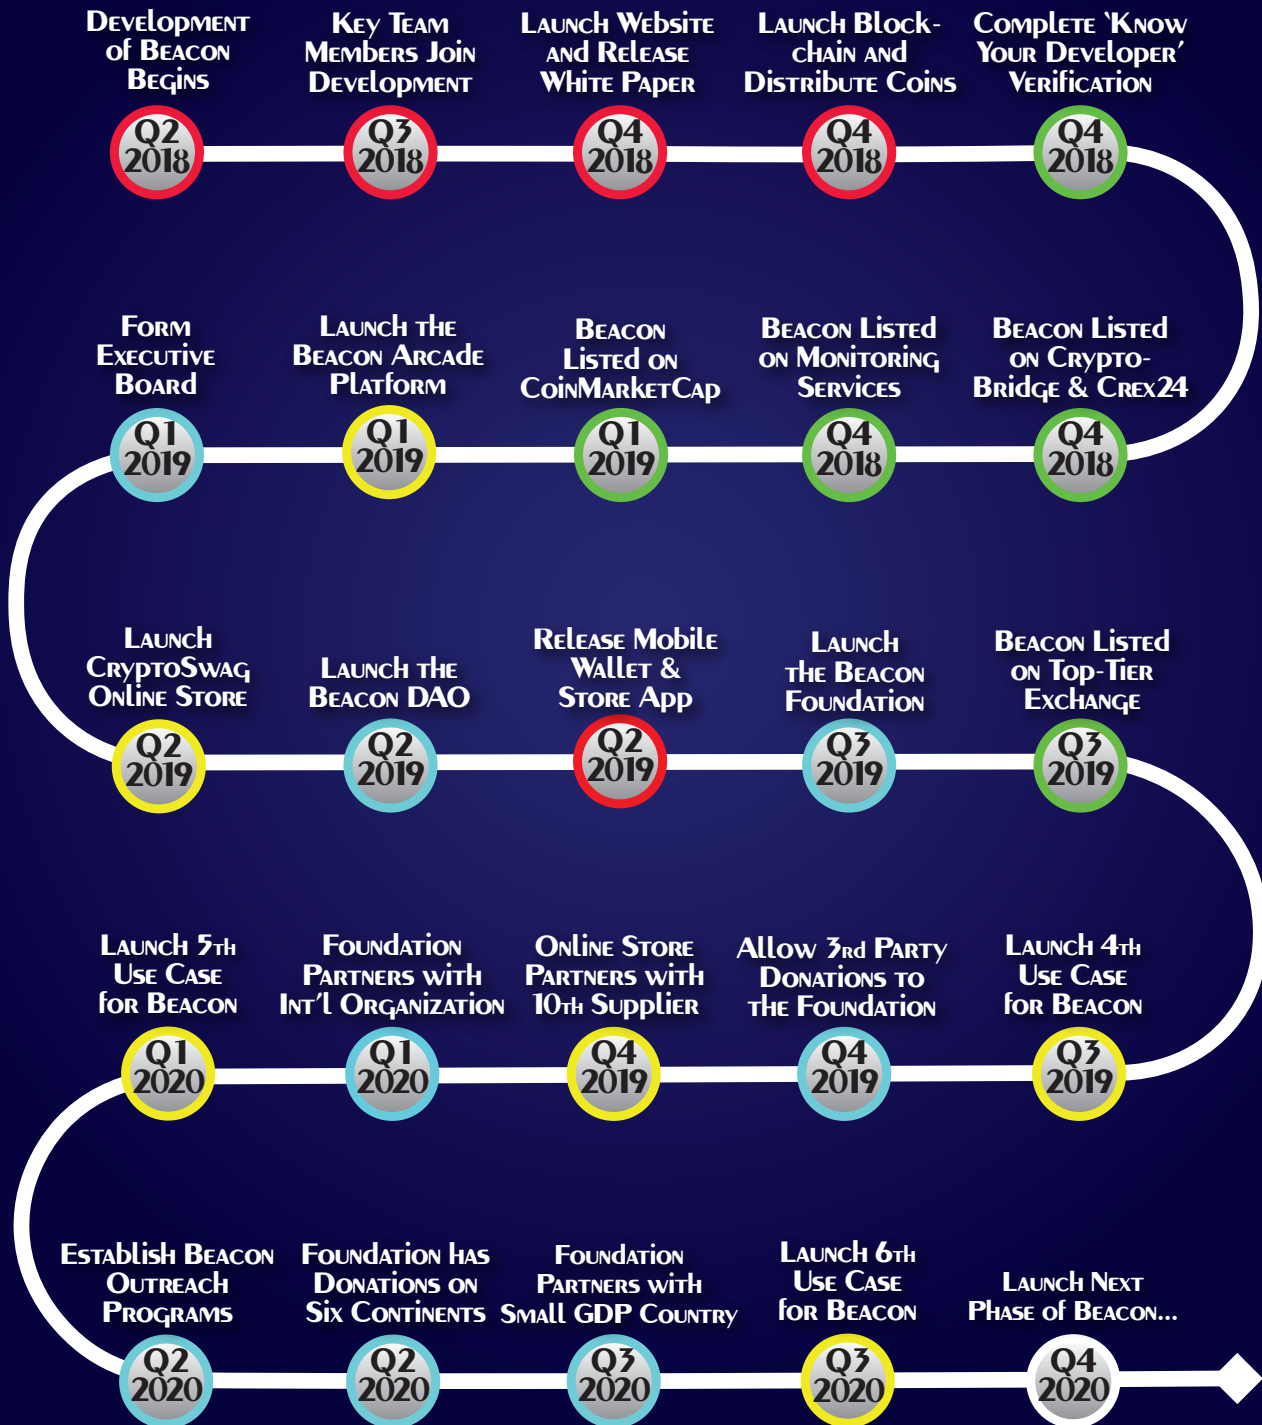 Development
of Beacon
Begins
Q2
2018
Key Team
Members Join
Development
Q3
2018
Launch Website
and Release
White Paper
Q4
2018
Launch Block-
chain and
Distribute Coins
Q4
2018
Complete ‘Know
Your Developer’
Verification
Q4
2018
Beacon Listed
on Crypto-
Bridge & Crex24
Q4
2018
Beacon Listed
on Monitoring
Services
Q4
2018
Beacon
Listed on
CoinMarketCap
Q1
2019
Launch the
Beacon Arcade
Platform
Q1
2019
Form
Executive
Board
Q1
2019
Launch
CryptoSwag
Online Store
Q2
2019
Launch the
Beacon DAO
Q2
2019
Release Mobile
Wallet &
Store App
Q2
2019
Launch
the Beacon
Foundation
Q3
2019
Beacon Listed
on Top-Tier
Exchange
Q3
2019
Launch 4th
Use Case
for Beacon
Q3
2019
Allow 3rd Party
Donations to
the Foundation
Q4
2019
Online Store
Partners with
10th Supplier
Q4
2019
Foundation
Partners with
Int'l Organization
Q1
2020
Launch 5th
Use Case
for Beacon
Q1
2020
Establish Beacon
Outreach
Programs
Q2
2020
Foundation has
Donations on
Six Continents
Q2
2020
Foundation
Partners with
Small GDP Country
Q3
2020
Launch 6th
Use Case
for Beacon
Q3
2020
Launch Next
Phase of Beacon...
Q4
2020